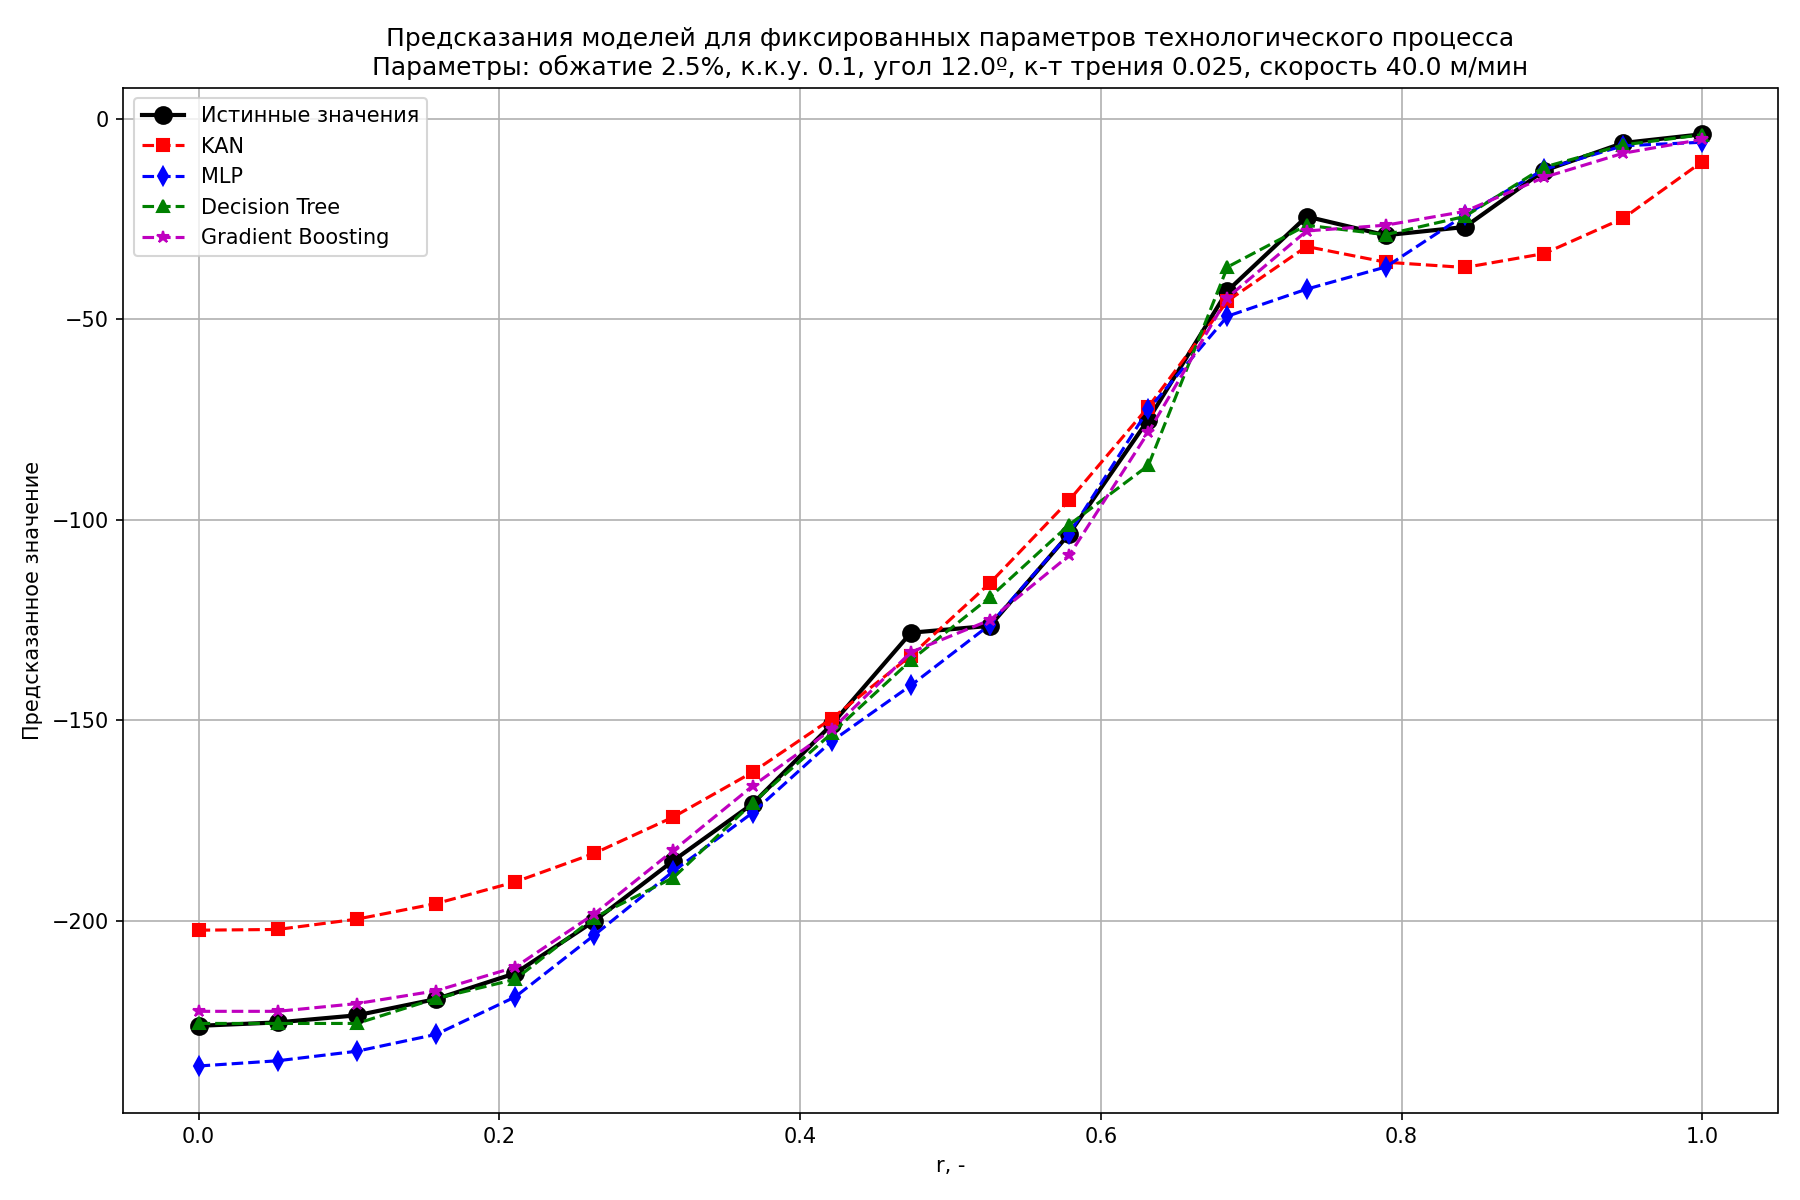 Предсказания моделей для фиксированных параметров технологического процесса
Параметры: обжатие 2.5%, к.к.у. 0.1, угол 12.0º, к-т трения 0.025, скорость 40.0 м/мин
Истинные значения
KAN
MLP
Decision Tree
Gradient Boosting
Предсказанное значение
0
−50
−100
−150
−200
0.0 0.2 0.4 0.6 0.8 1.0
r, -